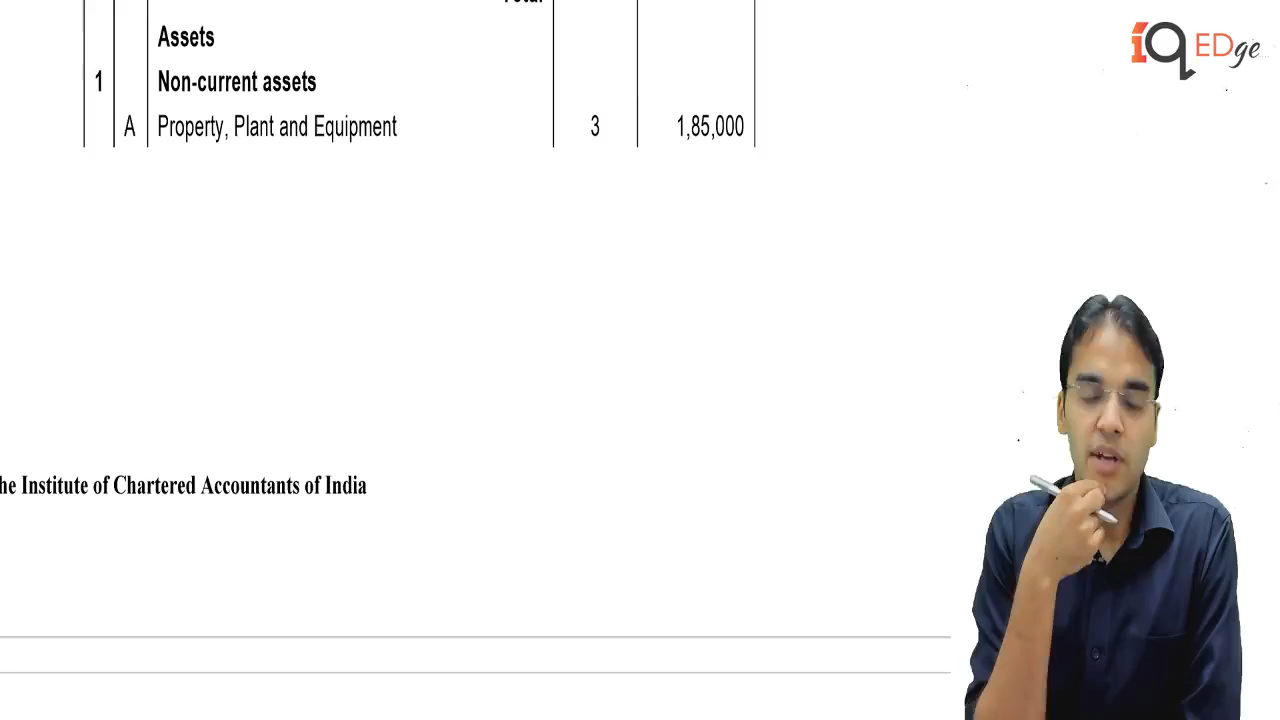 Total
Assets
1 Non-current assets
A Property, Plant and Equipment 3 1,85,000
he Institute of Chartered Accountants of India
iQ EDge